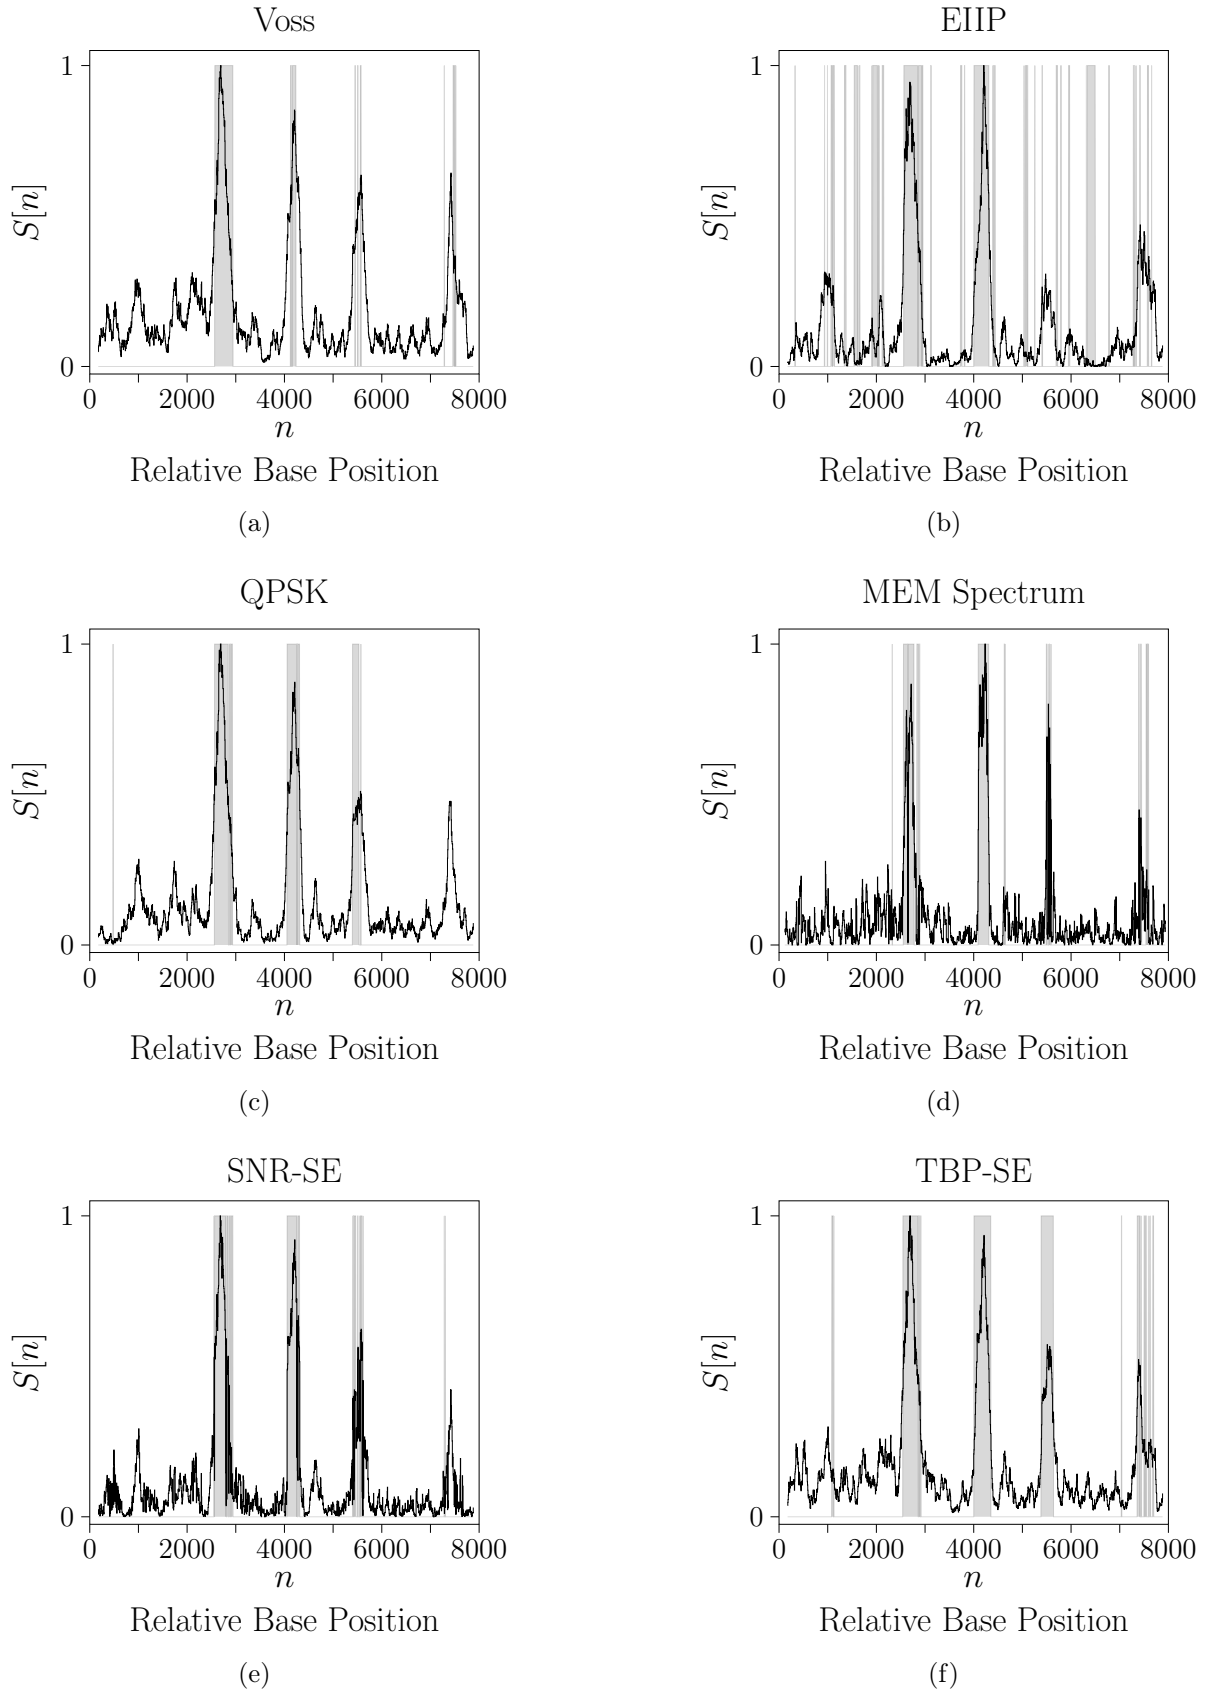 Voss
1
S[n]
0
0 2000 4000 6000 8000
n
Relative Base Position
(a)
EIIP
1
S[n]
0
0 2000 4000 6000 8000
n
Relative Base Position
(b)
QPSK
1
S[n]
0
0 2000 4000 6000 8000
n
Relative Base Position
(c)
MEM Spectrum
1
S[n]
0
0 2000 4000 6000 8000
n
Relative Base Position
(d)
SNR-SE
1
S[n]
0
0 2000 4000 6000 8000
n
Relative Base Position
(e)
TBP-SE
1
S[n]
0
0 2000 4000 6000 8000
n
Relative Base Position
(f)